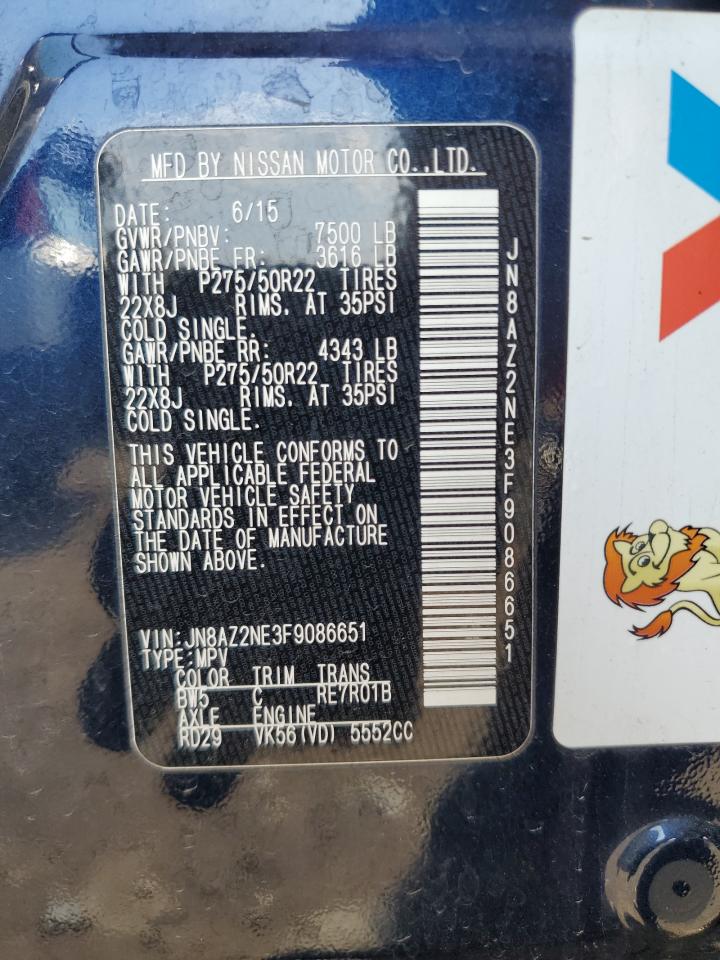 MFD BY NISSAN MOTOR CO.,LTD.
DATE: 6/15
GVWR/PNBV: 7500 LB
GAWR/PNBE FR: 3616 LB
WITH P275/50R22 TIRES
22X8J RIMS. AT 35PSI
COLD SINGLE.
GAWR/PNBE RR: 4343 LB
WITH P275/50R22 TIRES
22X8J RIMS. AT 35PSI
COLD SINGLE.
THIS VEHICLE CONFORMS TO
ALL APPLICABLE FEDERAL
MOTOR VEHICLE SAFETY
STANDARDS IN EFFECT ON
THE DATE OF MANUFACTURE
SHOWN ABOVE.
VIN:JN8AZ2NE3F9086651
TYPE:MPV
COLOR TRIM TRANS
BW5 C RE7R01B
AXLE ENGINE
RD29 VK56(VD) 5552CC
JN8AZ2NE3F9086651